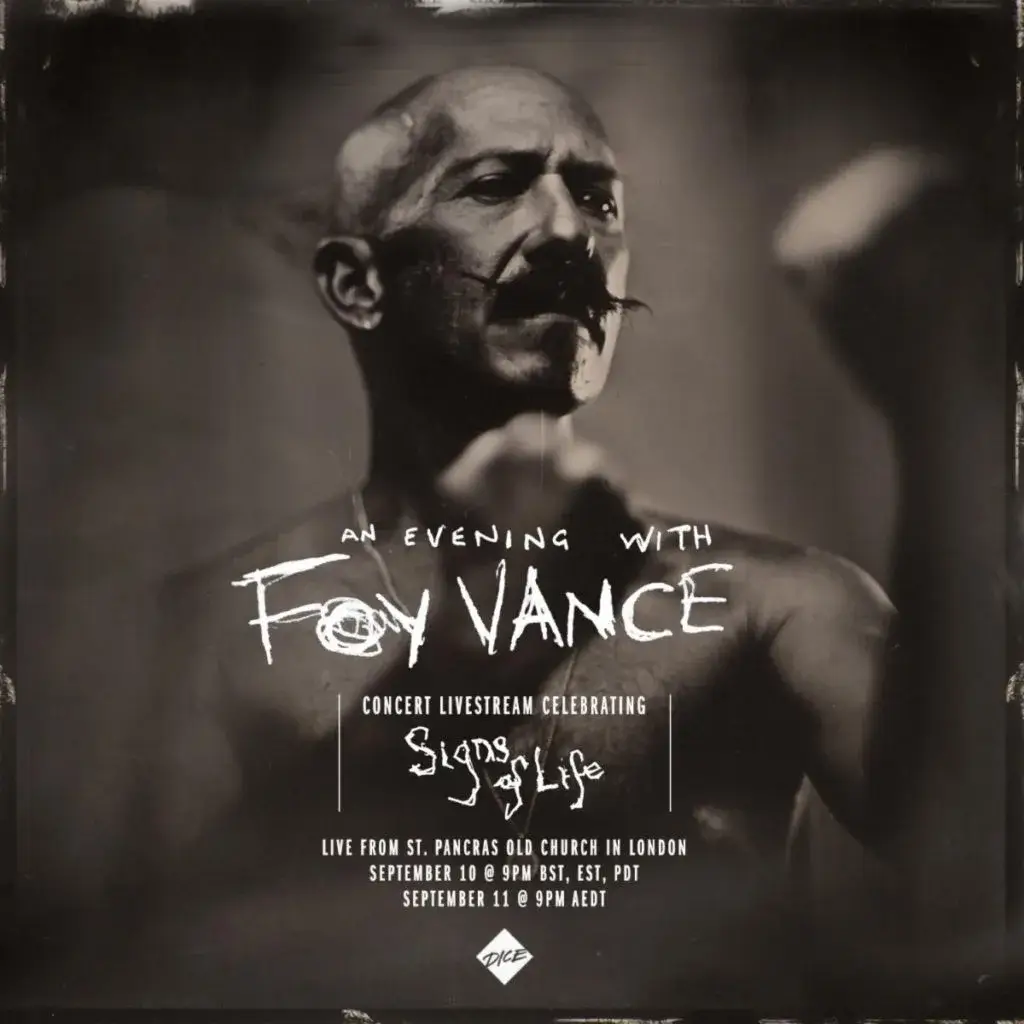 AN EVENING WITH
FOY VANCE
CONCERT LIVESTREAM CELEBRATING
Signs
of Life
LIVE FROM ST. PANCRAS OLD CHURCH IN LONDON
SEPTEMBER 10 @ 9PM BST, EST, PDT
SEPTEMBER 11 @ 9PM AEDT
DICE